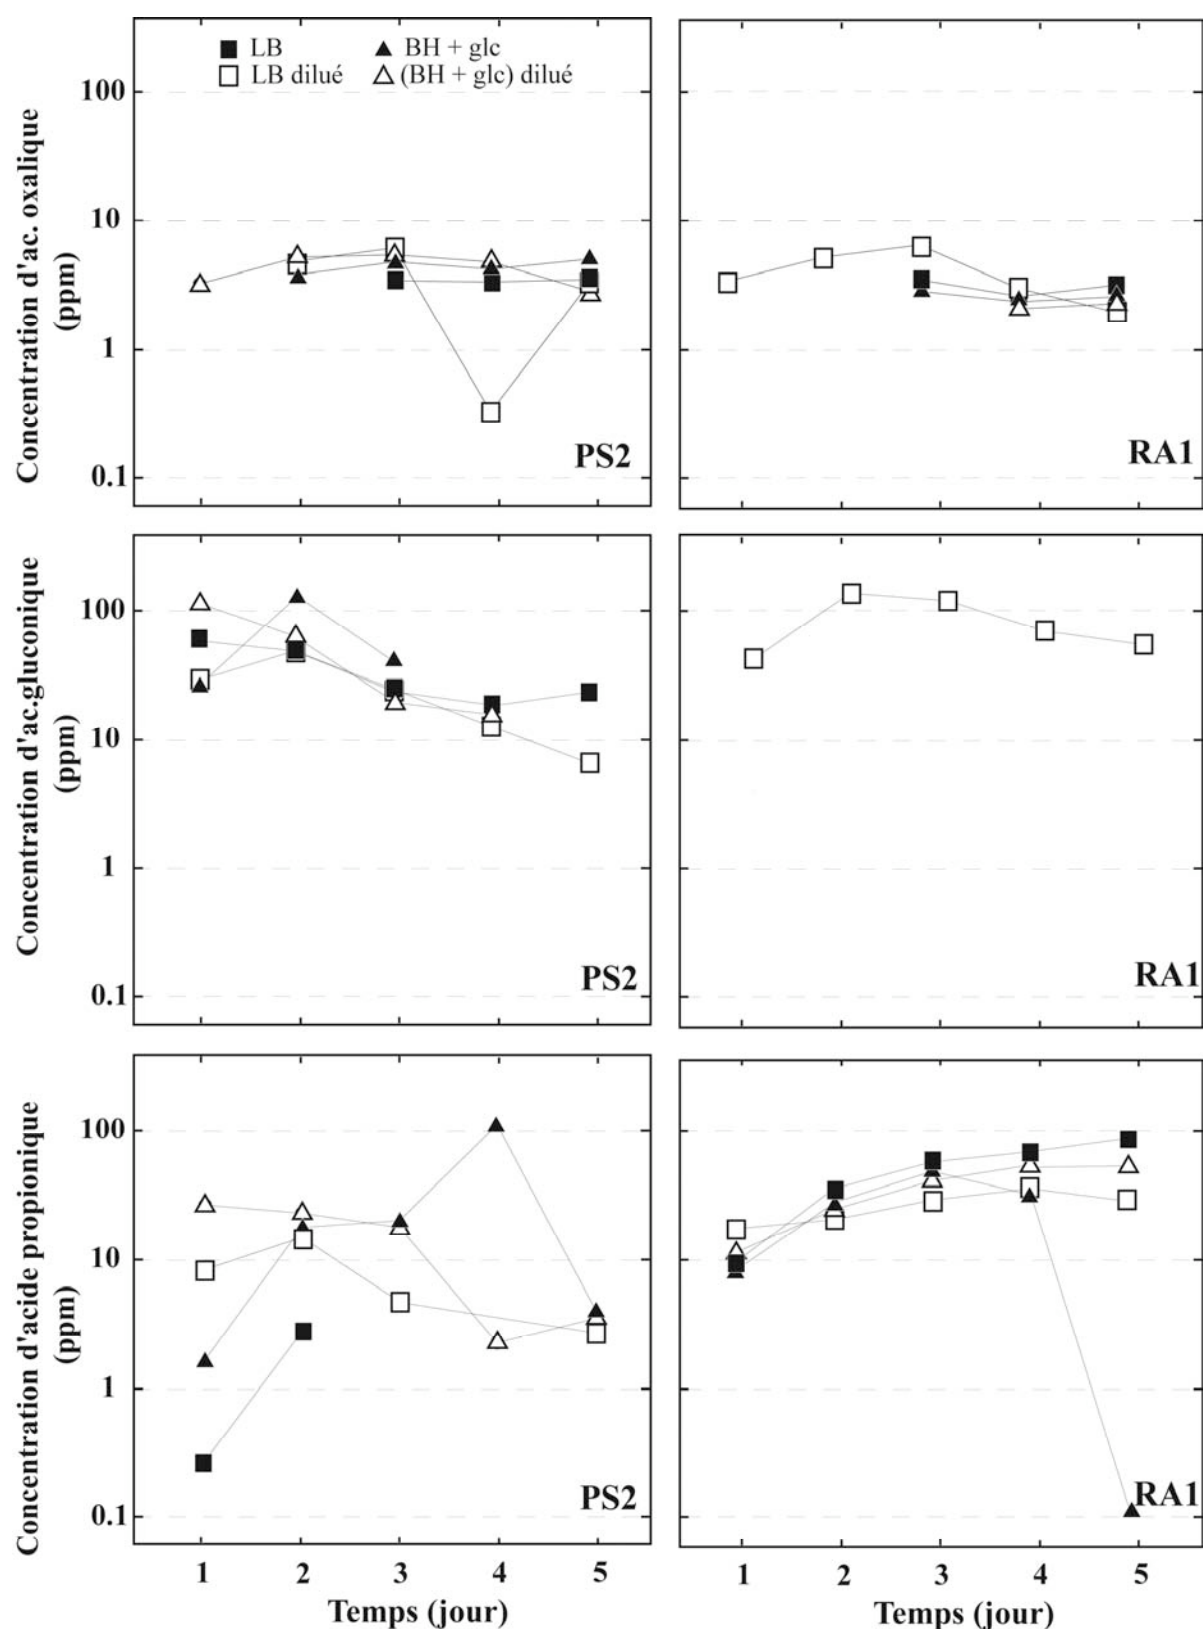 LB
BH + glc
LB dilué
(BH + glc) dilué
Concentration d'ac. oxalique
(ppm)
100
10
1
0.1
PS2
RA1
Concentration d'ac.gluconique
(ppm)
100
10
1
0.1
PS2
RA1
Concentration d'acide propionique
(ppm)
100
10
1
0.1
PS2
RA1
1 2 3 4 5
Temps (jour)
1 2 3 4 5
Temps (jour)